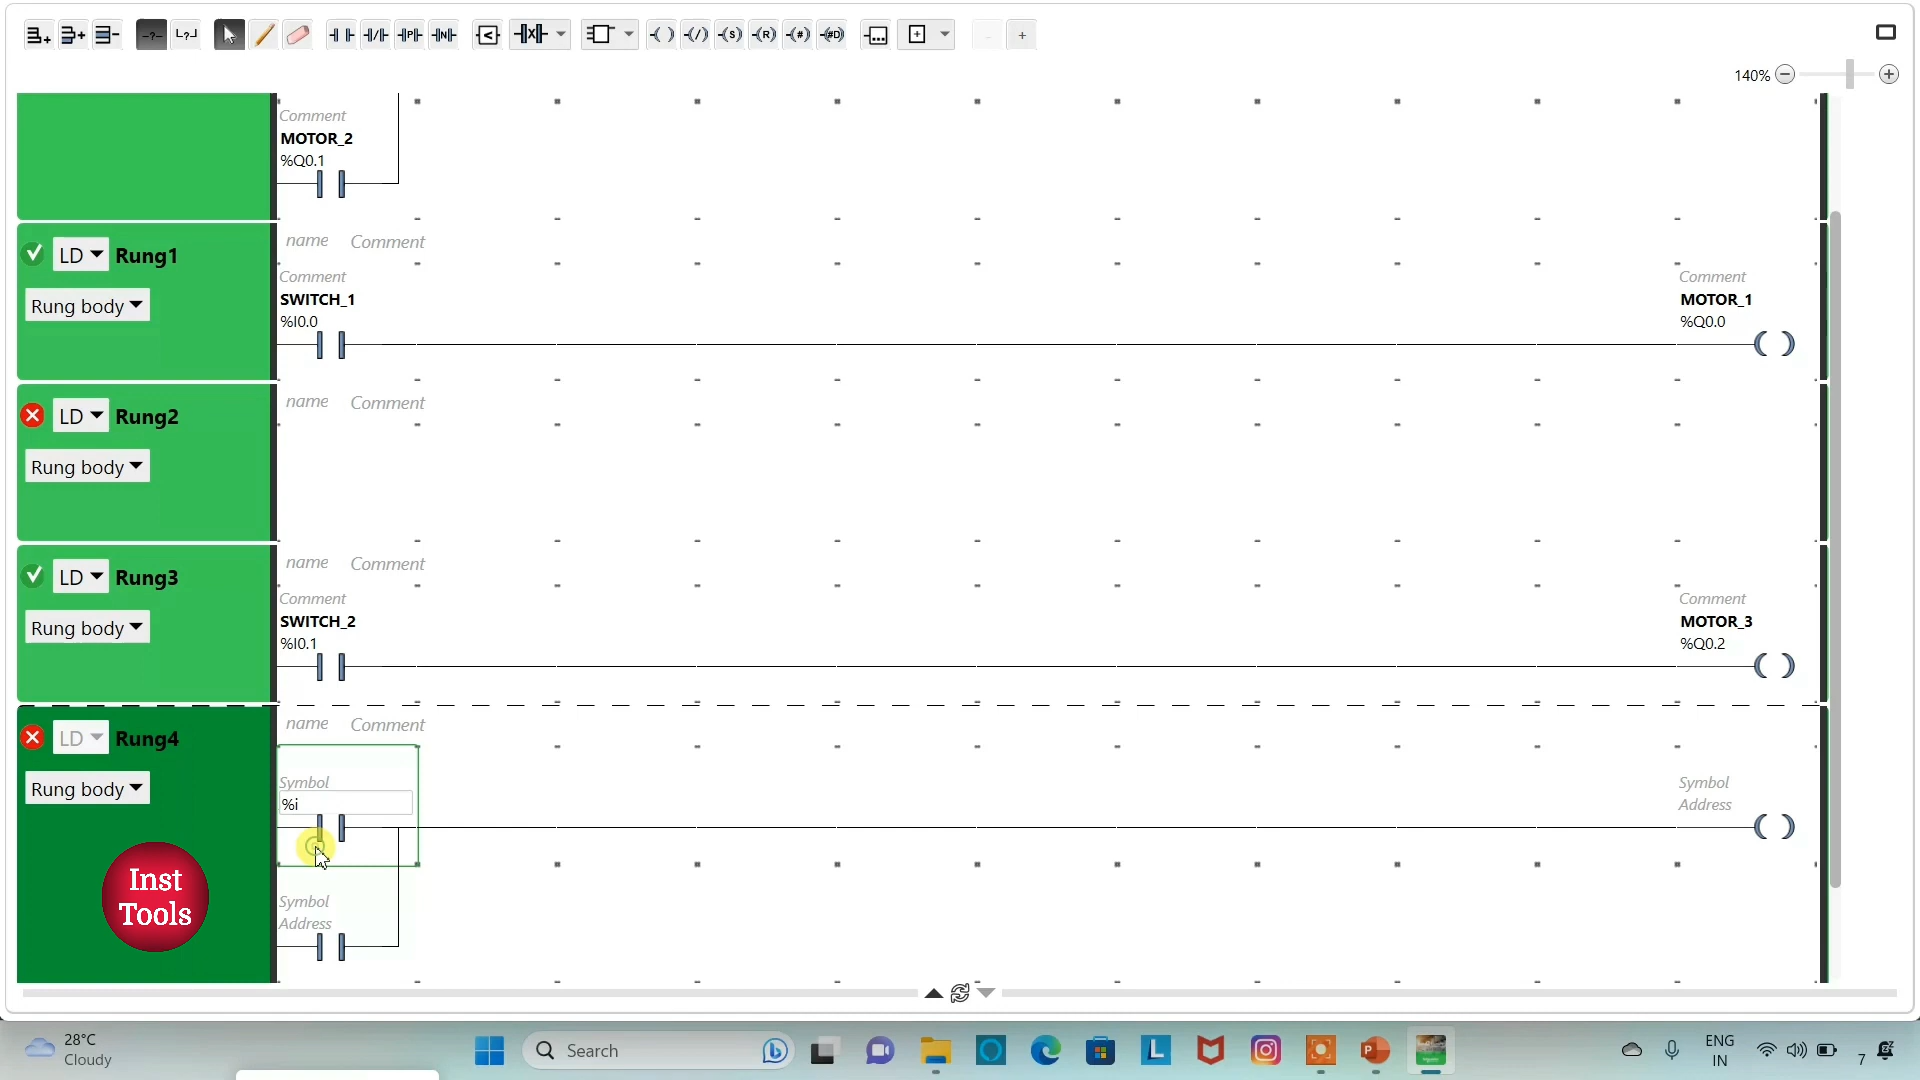 -?-
L?┘
P
N
<
X
( )
(/)
(S)
(R)
(#)
(#D)
...
+
-
+
140%
Comment
MOTOR_2
%Q0.1
LD Rung1
Rung body
name Comment
Comment
SWITCH_1
%I0.0
Comment
MOTOR_1
%Q0.0
LD Rung2
Rung body
name Comment
LD Rung3
Rung body
name Comment
Comment
SWITCH_2
%I0.1
Comment
MOTOR_3
%Q0.2
LD Rung4
Rung body
name Comment
Symbol
%i
Symbol
Address
Symbol
Address
Inst
Tools
28°C
Cloudy
Search
L
P
ENG
IN
7